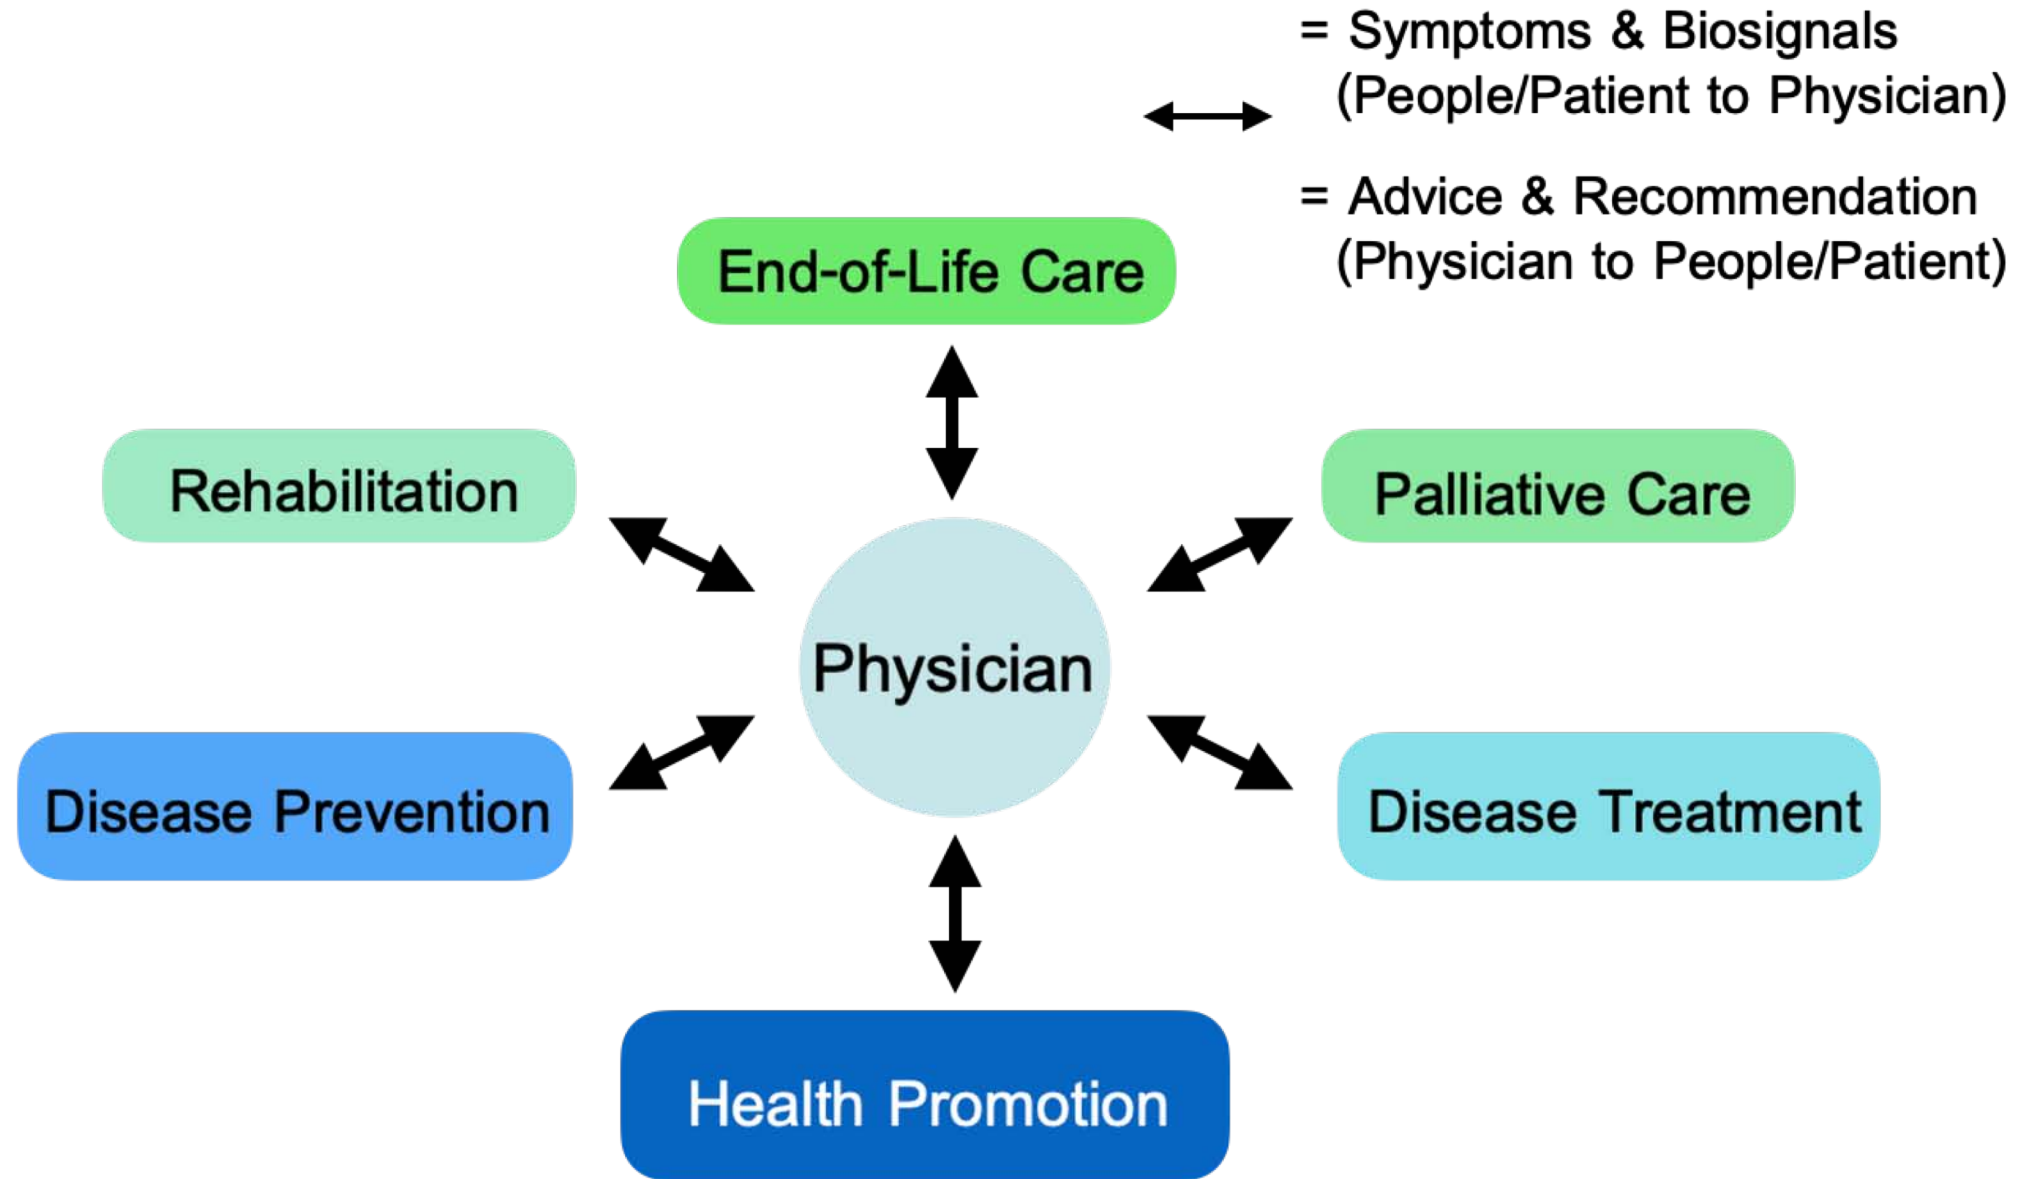 = Symptoms & Biosignals
(People/Patient to Physician)
= Advice & Recommendation
(Physician to People/Patient)
End-of-Life Care
Rehabilitation
Palliative Care
Physician
Disease Prevention
Disease Treatment
Health Promotion